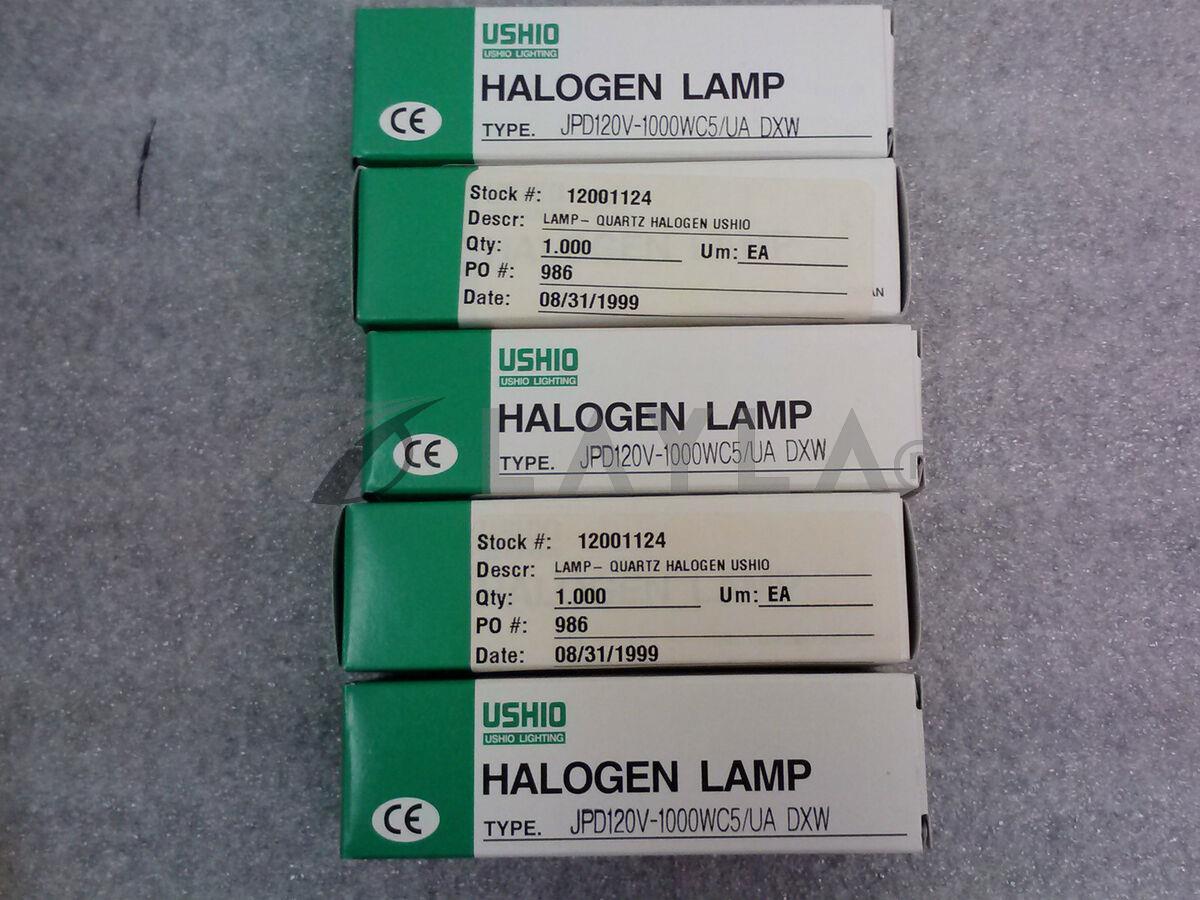 USHIO
USHIO LIGHTING
HALOGEN LAMP
CE
TYPE. JPD120V-1000WC5/UA DXW
Stock #: 12001124
Descr: LAMP- QUARTZ HALOGEN USHIO
Qty: 1.000 Um: EA
PO #: 986
Date: 08/31/1999
AN
USHIO
USHIO LIGHTING
HALOGEN LAMP
LAYLA
CE
TYPE. JPD120V-1000WC5/UA DXW
Stock #: 12001124
Descr: LAMP- QUARTZ HALOGEN USHIO
Qty: 1.000 Um: EA
PO #: 986
Date: 08/31/1999
USHIO
USHIO LIGHTING
HALOGEN LAMP
CE
TYPE. JPD120V-1000WC5/UA DXW